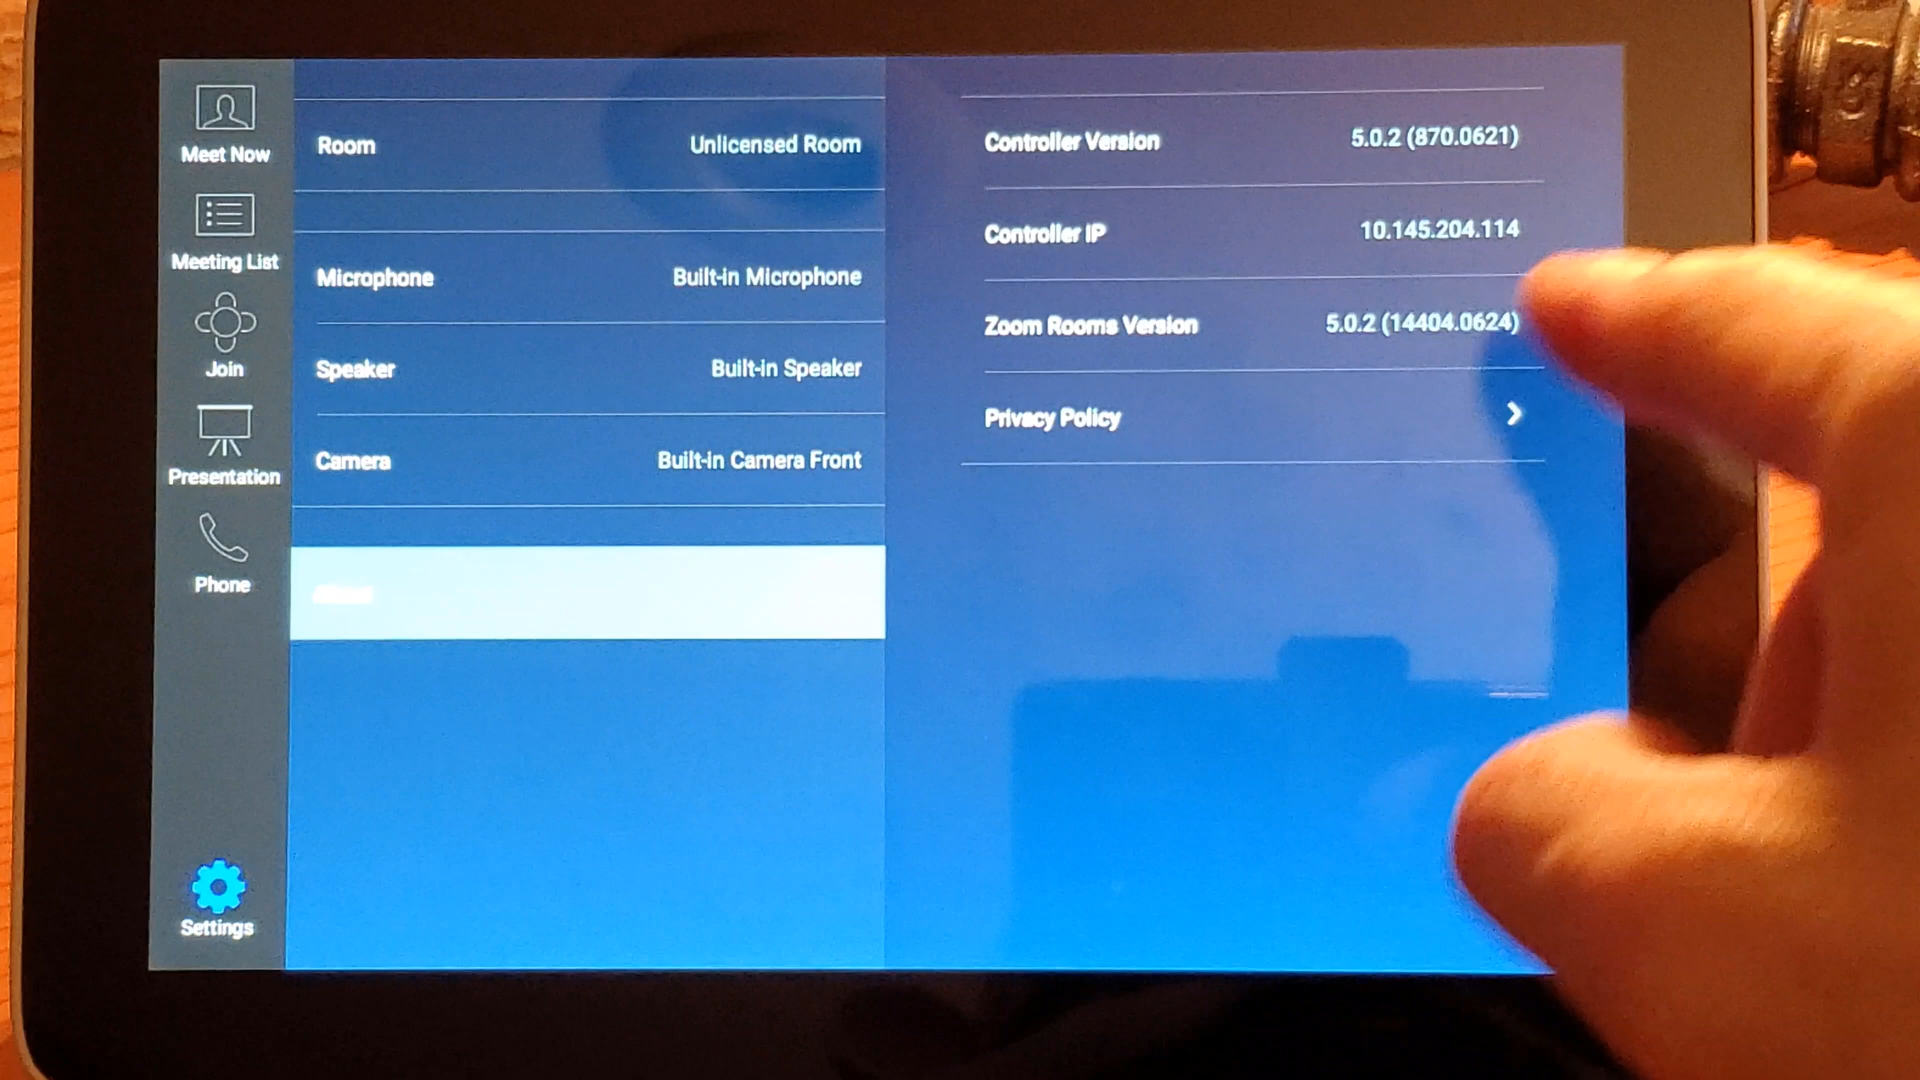 Meet Now
Meeting List
Join
Presentation
Phone
Settings
Room Unlicensed Room
Microphone Built-in Microphone
Speaker Built-in Speaker
Camera Built-in Camera Front
About
Controller Version 5.0.2 (870.0621)
Controller IP 10.145.204.114
Zoom Rooms Version 5.0.2 (14404.0624)
Privacy Policy